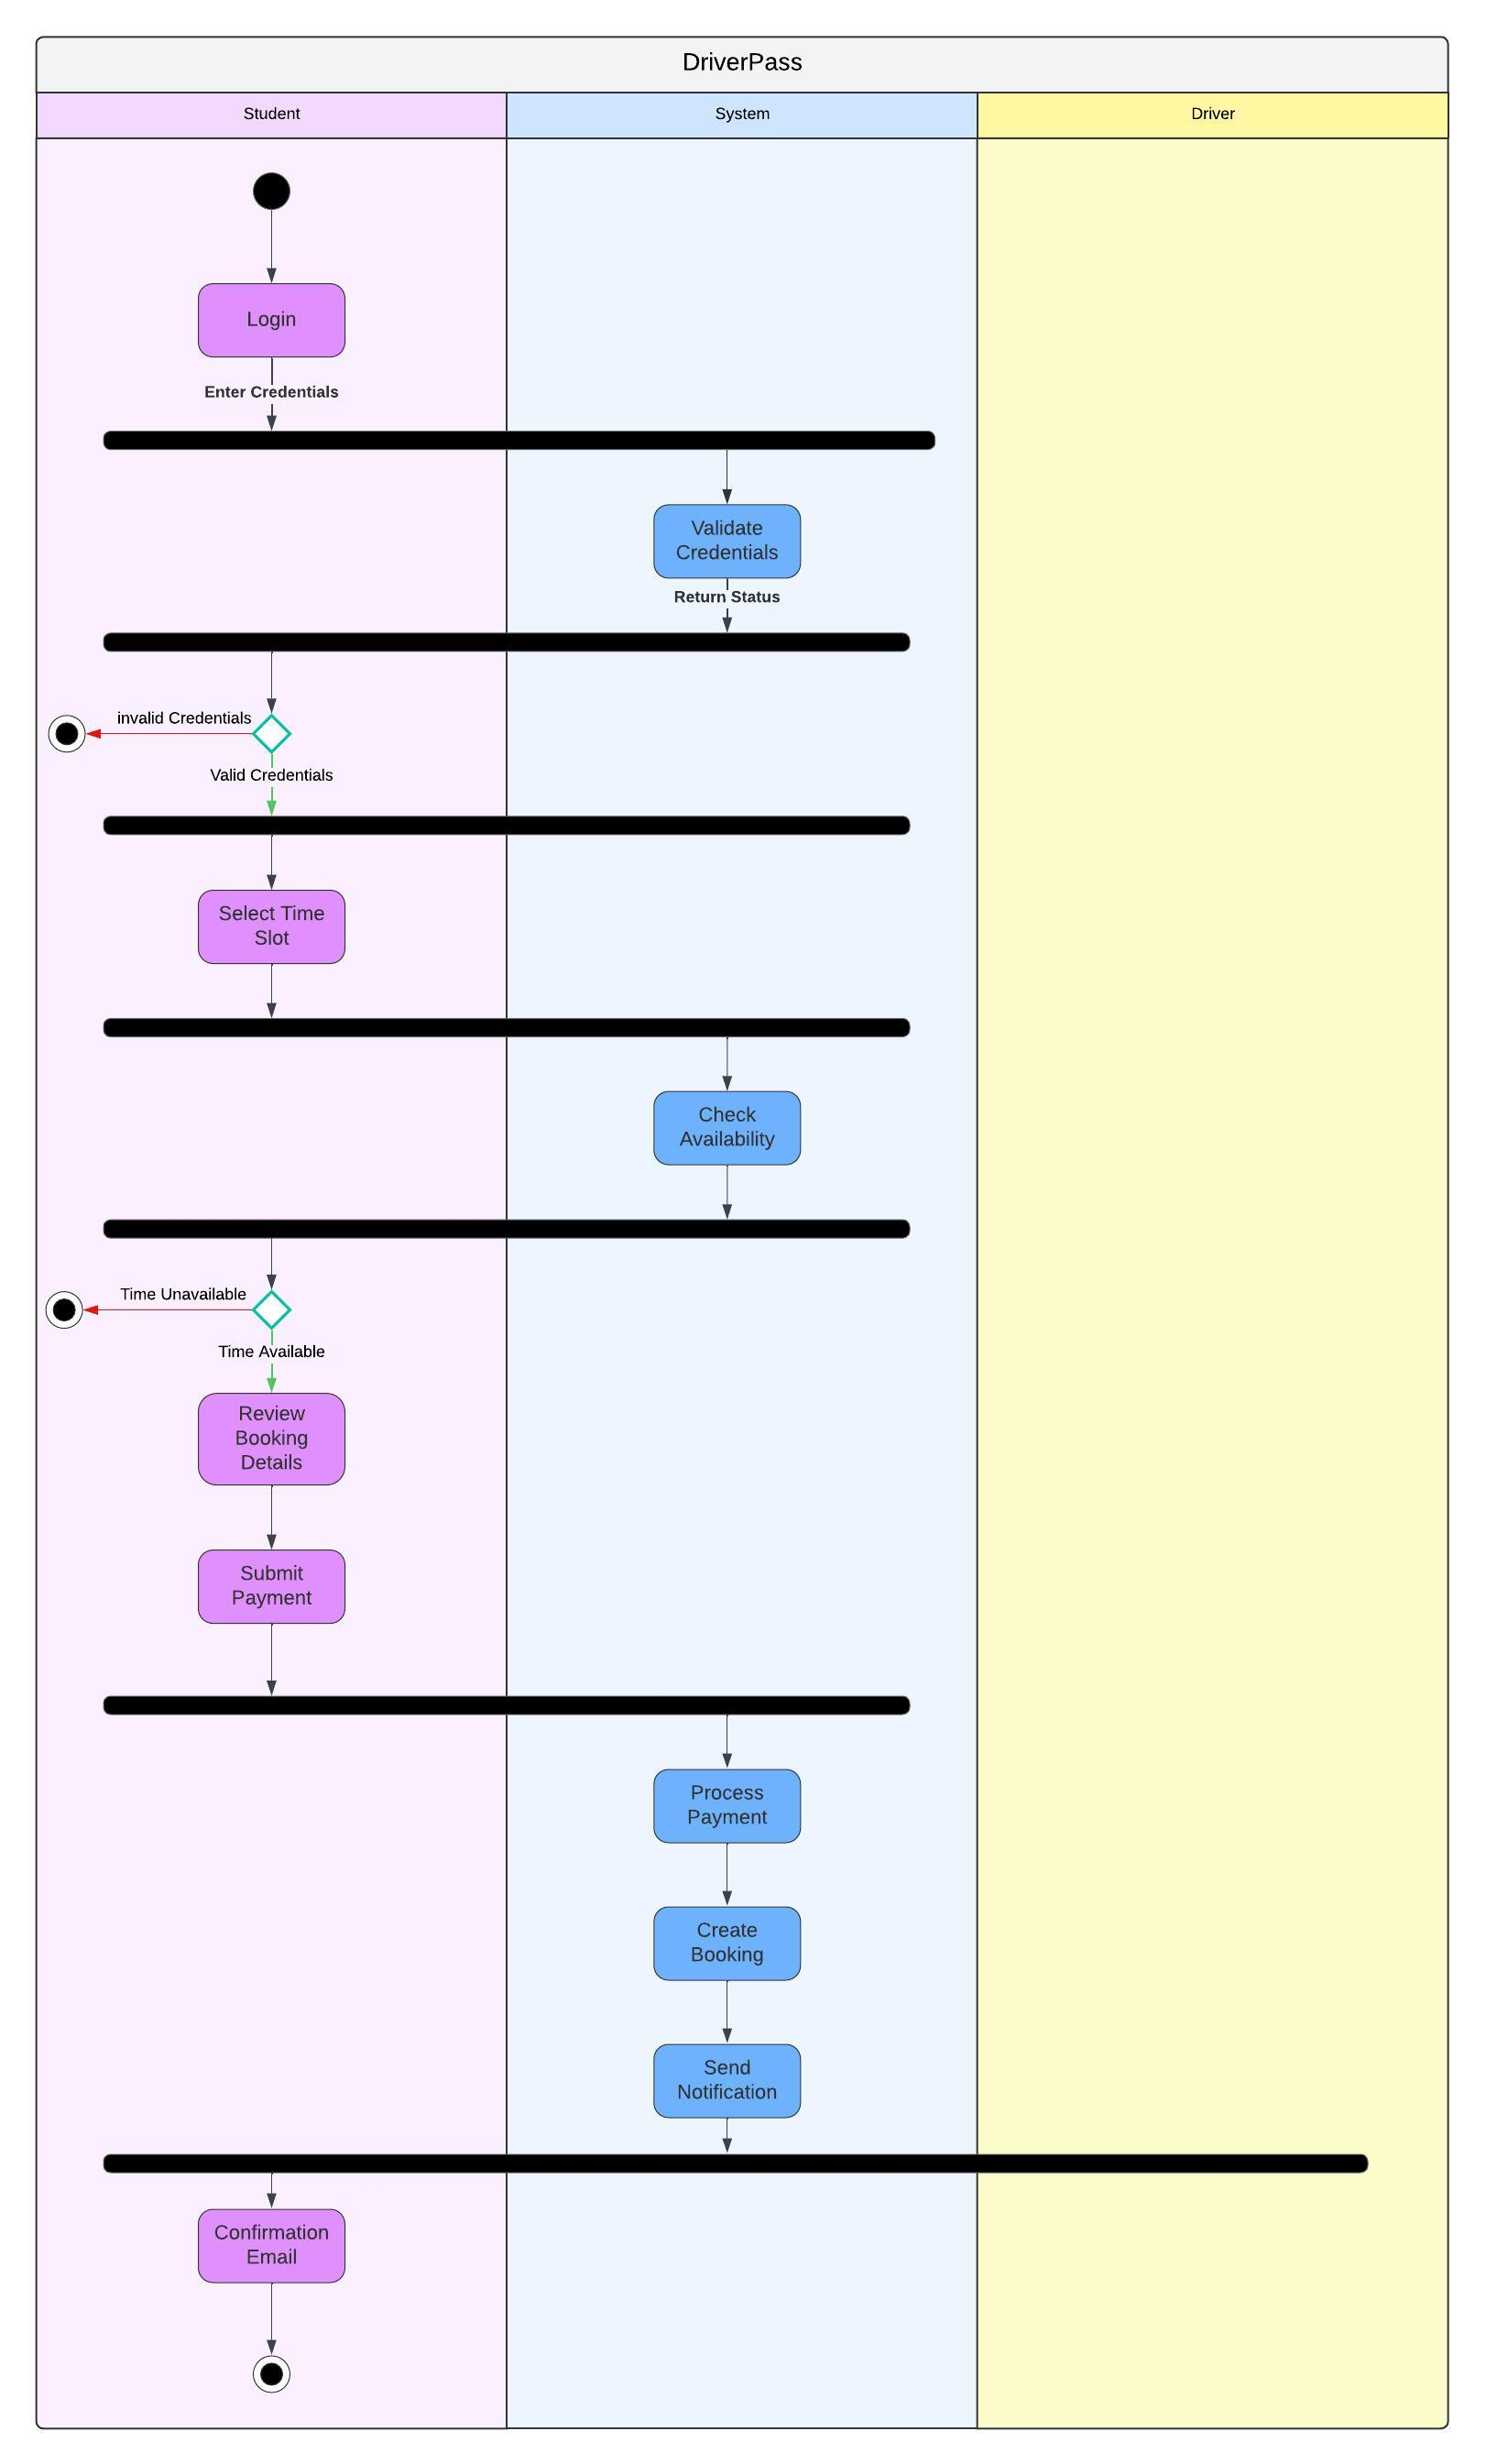 DriverPass
Student
System
Driver
Login
Enter Credentials
Validate
Credentials
Return Status
invalid Credentials
Valid Credentials
Select Time
Slot
Check
Availability
Time Unavailable
Time Available
Review
Booking
Details
Submit
Payment
Process
Payment
Create
Booking
Send
Notification
Confirmation
Email